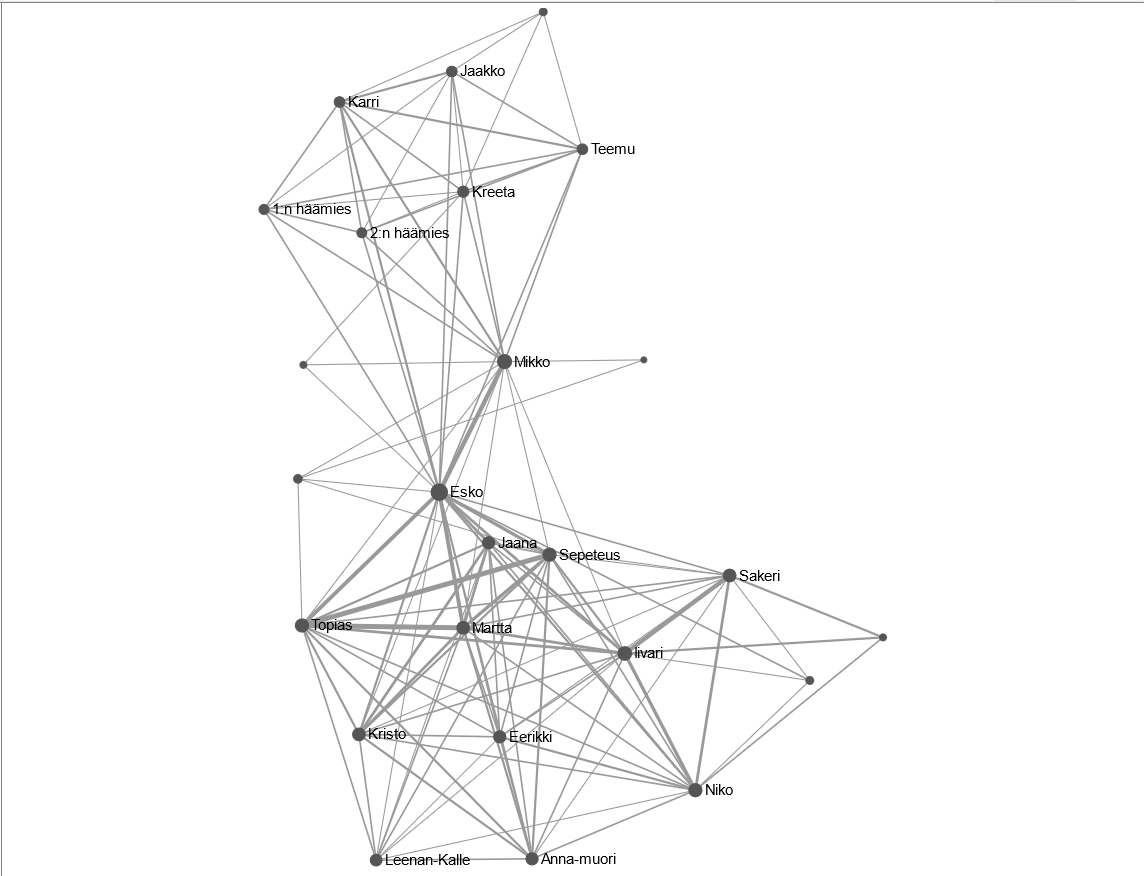 Jaakko
Karri
Teemu
Kreeta
1:n häämies
2:n häämies
Mikko
Esko
Jaana
Sepeteus
Sakeri
Topias
Martta
Iivari
Kristo
Eerikki
Niko
Leenan-Kalle
Anna-muori